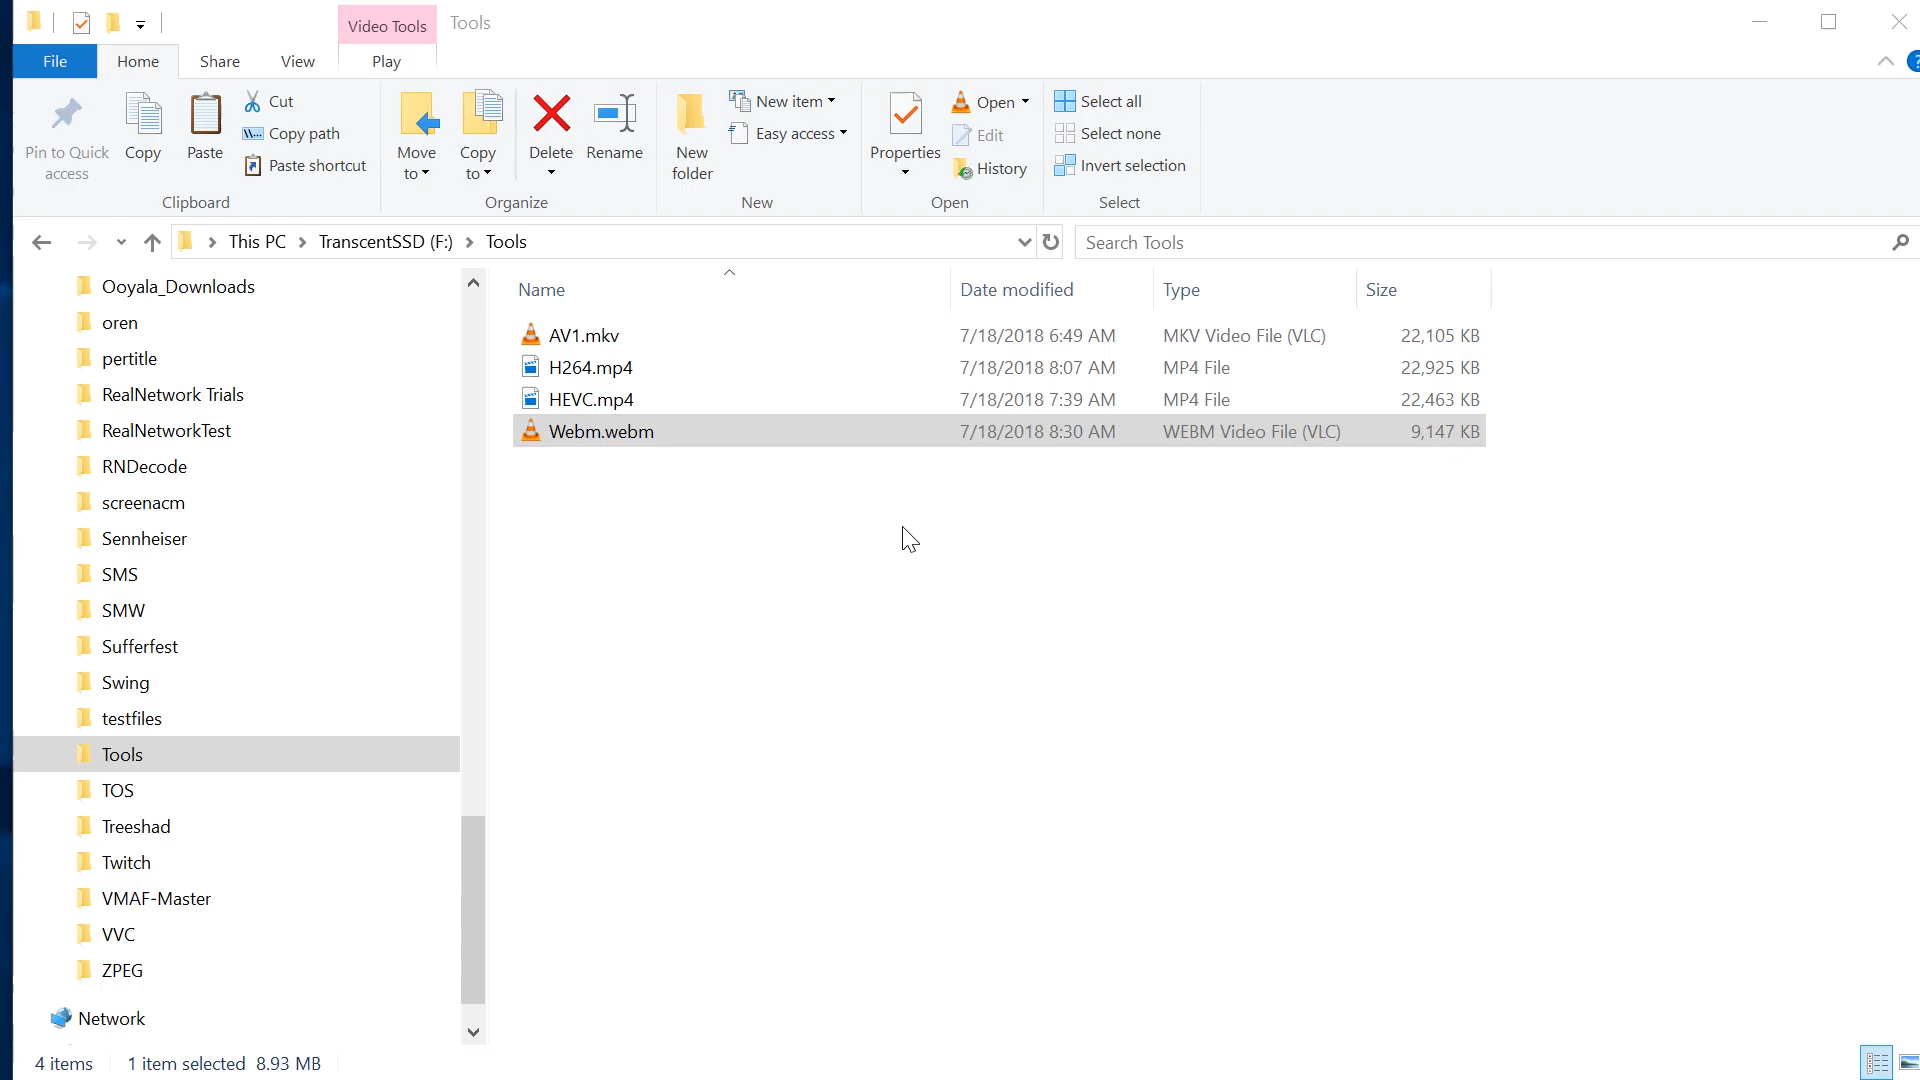 Video Tools
Tools
File
Home
Share
View
Play
Pin to Quick access
Copy
Paste
Cut
Copy path
Paste shortcut
Clipboard
Move to
Copy to
Delete
Rename
Organize
New folder
New item
Easy access
New
Properties
Open
Edit
History
Open
Select all
Select none
Invert selection
Select
This PC
TranscentSSD (F:)
Tools
Search Tools
Ooyala_Downloads
oren
pertitle
RealNetwork Trials
RealNetworkTest
RNDecode
screenacm
Sennheiser
SMS
SMW
Sufferfest
Swing
testfiles
Tools
TOS
Treeshad
Twitch
VMAF-Master
VVC
ZPEG
Network
Name Date modified Type Size
AV1.mkv 7/18/2018 6:49 AM MKV Video File (VLC) 22,105 KB
H264.mp4 7/18/2018 8:07 AM MP4 File 22,925 KB
HEVC.mp4 7/18/2018 7:39 AM MP4 File 22,463 KB
Webm.webm 7/18/2018 8:30 AM WEBM Video File (VLC) 9,147 KB
4 items 1 item selected 8.93 MB